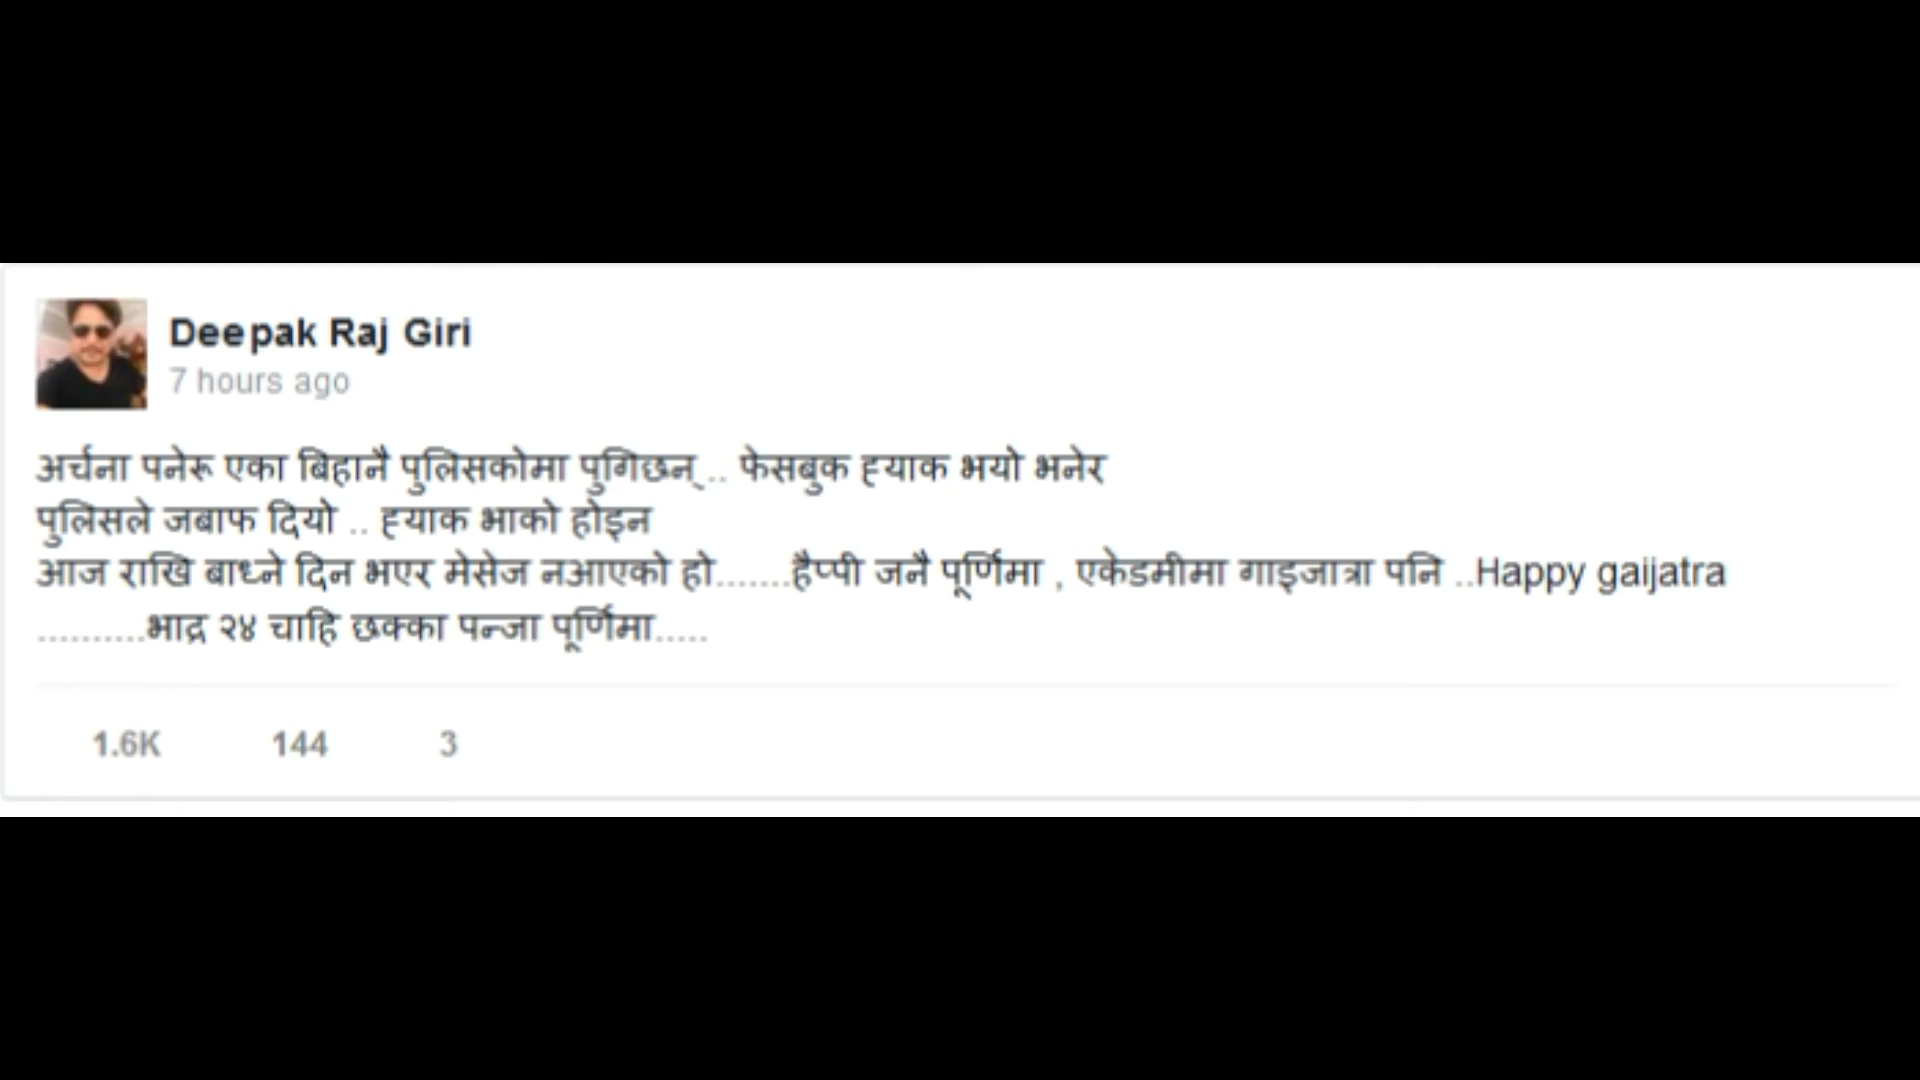 Deepak Raj Giri
7 hours ago
अर्चना पनेरू एका बिहानै पुलिसकोमा पुगिछन् .. फेसबुक ह्याक भयो भनेर
पुलिसले जबाफ दियो .. ह्याक भाको होइन
आज राखि बाध्ने दिन भएर मेसेज नआएको हो.......हैप्पी जनै पूर्णिमा , एकेडमीमा गाइजात्रा पनि ..Happy gaijatra
..........भाद्र २४ चाहि छक्का पन्जा पूर्णिमा.....
1.6K 144 3